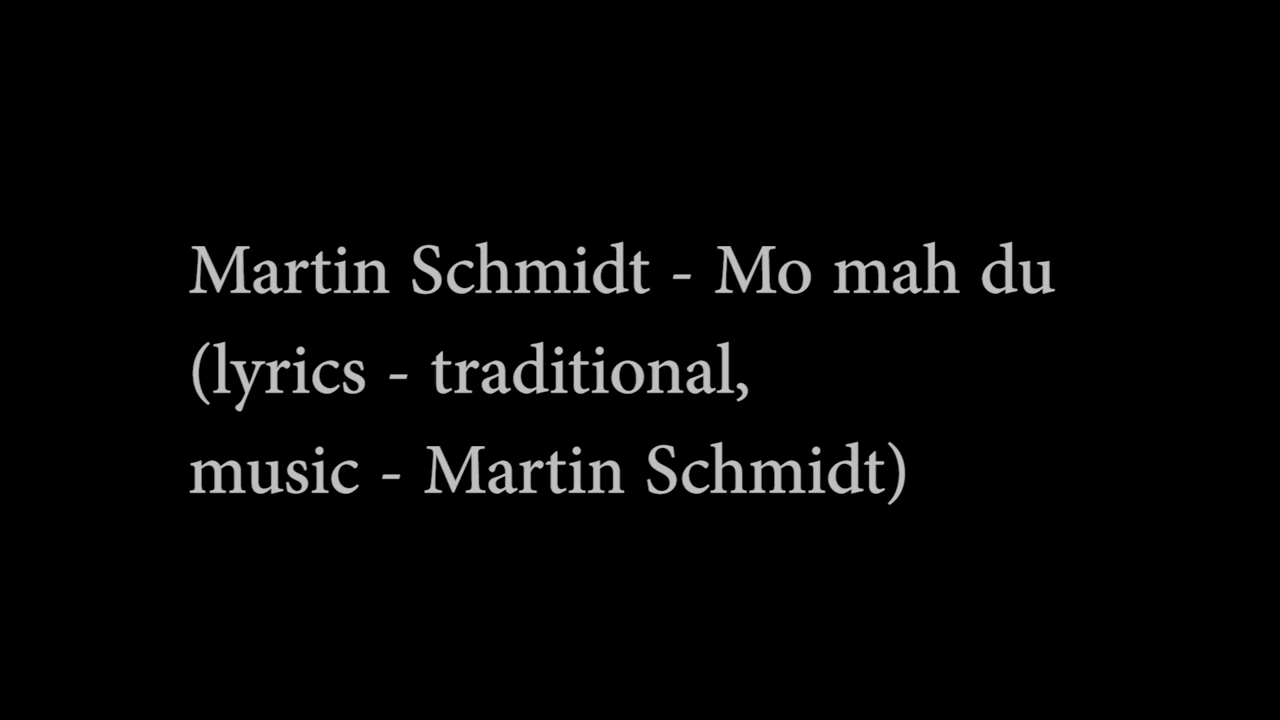 Martin Schmidt - Mo mah du
(lyrics - traditional,
music - Martin Schmidt)